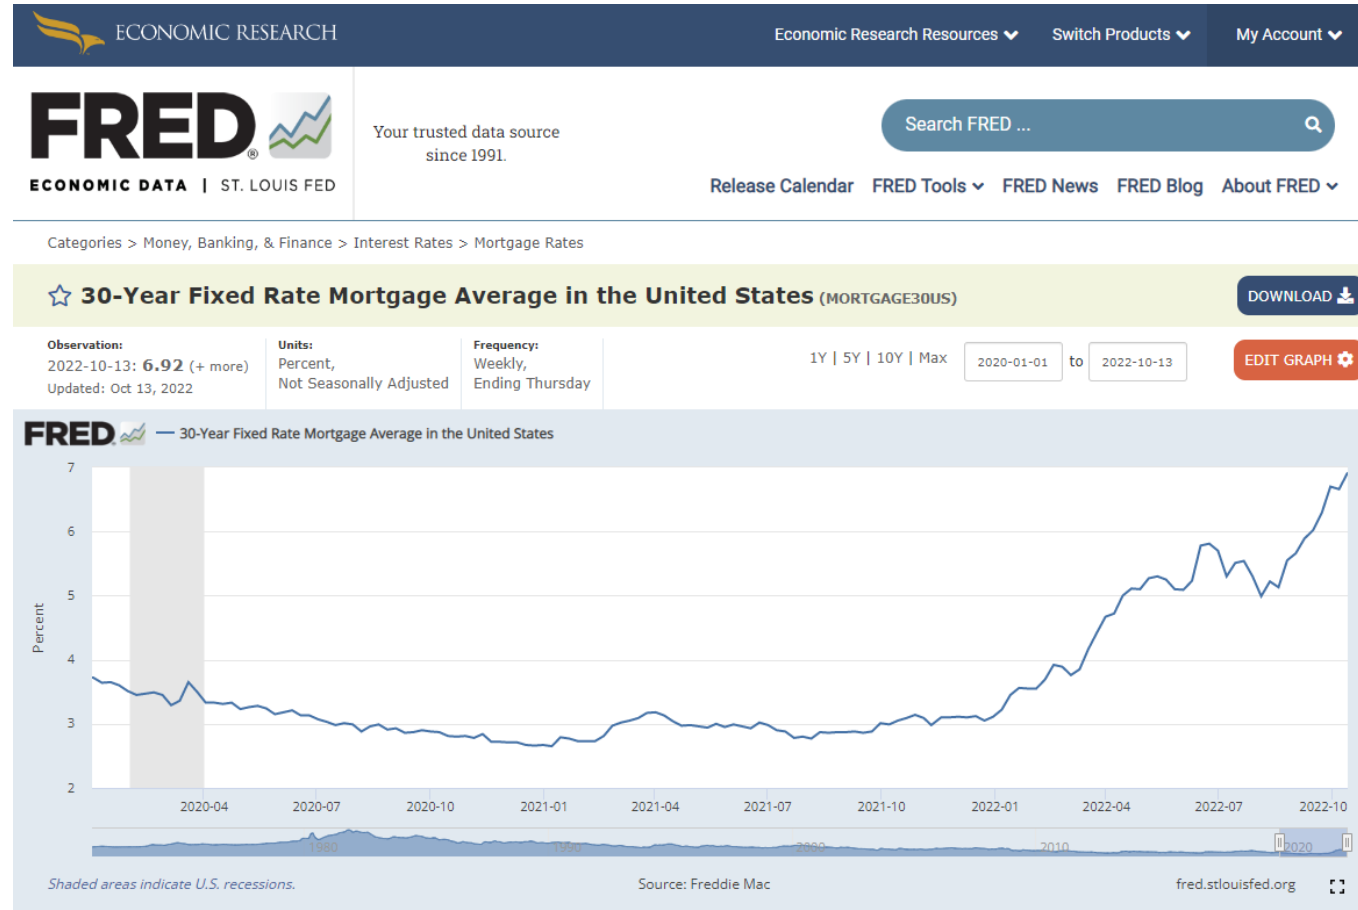 ECONOMIC RESEARCH
Economic Research Resources
Switch Products
My Account
FRED®
ECONOMIC DATA | ST. LOUIS FED
Your trusted data source
since 1991.
Search FRED ...
Release Calendar
FRED Tools
FRED News
FRED Blog
About FRED
Categories > Money, Banking, & Finance > Interest Rates > Mortgage Rates
30-Year Fixed Rate Mortgage Average in the United States (MORTGAGE30US)
DOWNLOAD
Observation:
2022-10-13: 6.92 (+ more)
Updated: Oct 13, 2022
Units:
Percent,
Not Seasonally Adjusted
Frequency:
Weekly,
Ending Thursday
1Y | 5Y | 10Y | Max
2020-01-01 to 2022-10-13
EDIT GRAPH
FRED
30-Year Fixed Rate Mortgage Average in the United States
Percent
7
6
5
4
3
2
2020-04
2020-07
2020-10
2021-01
2021-04
2021-07
2021-10
2022-01
2022-04
2022-07
2022-10
1980
1990
2000
2010
2020
Shaded areas indicate U.S. recessions.
Source: Freddie Mac
fred.stlouisfed.org